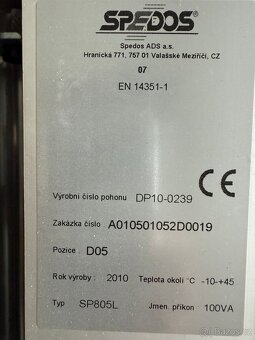 SPEDOS
Spedos ADS a.s.
Hranická 771, 757 01 Valašské Meziříčí, CZ
07
EN 14351-1
CE
Výrobní číslo pohonu DP10-0239
Zakázka číslo A010501052D0019
Pozice D05
Rok výroby : 2010 Teplota okolí °C -10-+45
Typ SP805L Jmen. příkon 100VA